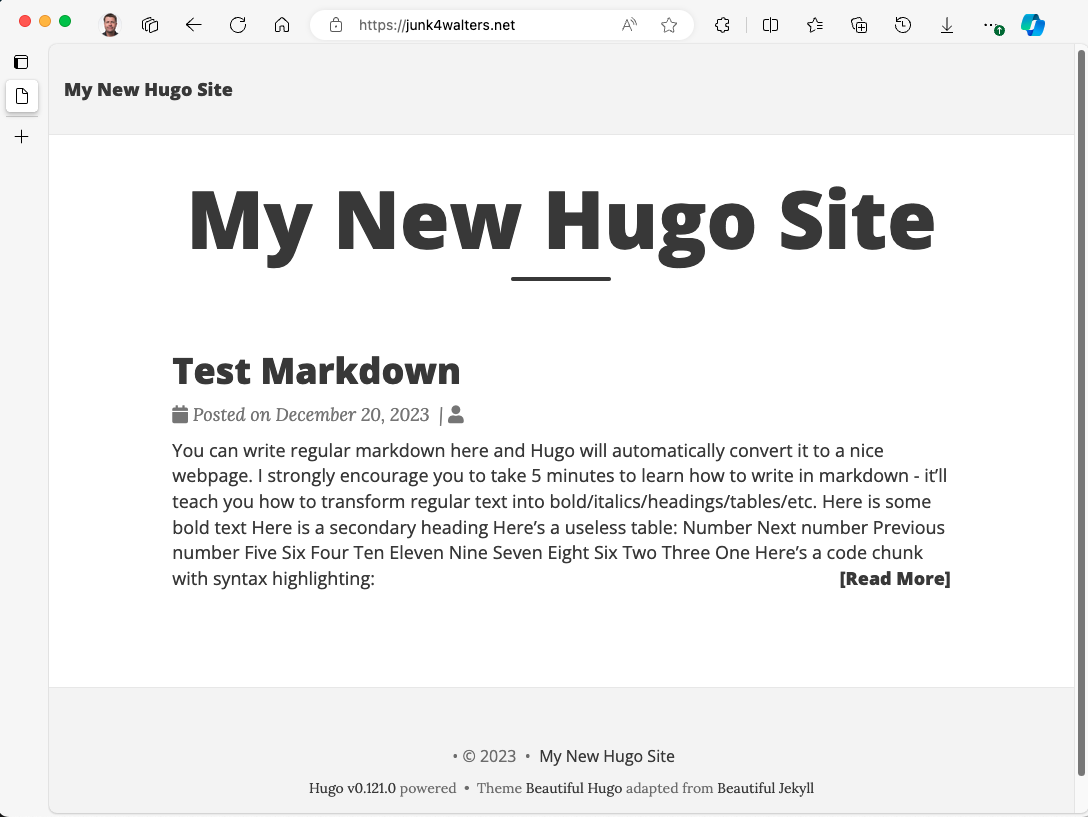 https://junk4walters.net
My New Hugo Site
My New Hugo Site
Test Markdown
Posted on December 20, 2023 |
You can write regular markdown here and Hugo will automatically convert it to a nice
webpage. I strongly encourage you to take 5 minutes to learn how to write in markdown - it’ll
teach you how to transform regular text into bold/italics/headings/tables/etc. Here is some
bold text Here is a secondary heading Here’s a useless table: Number Next number Previous
number Five Six Four Ten Eleven Nine Seven Eight Six Two Three One Here’s a code chunk
with syntax highlighting: [Read More]
• © 2023 • My New Hugo Site
Hugo v0.121.0 powered • Theme Beautiful Hugo adapted from Beautiful Jekyll